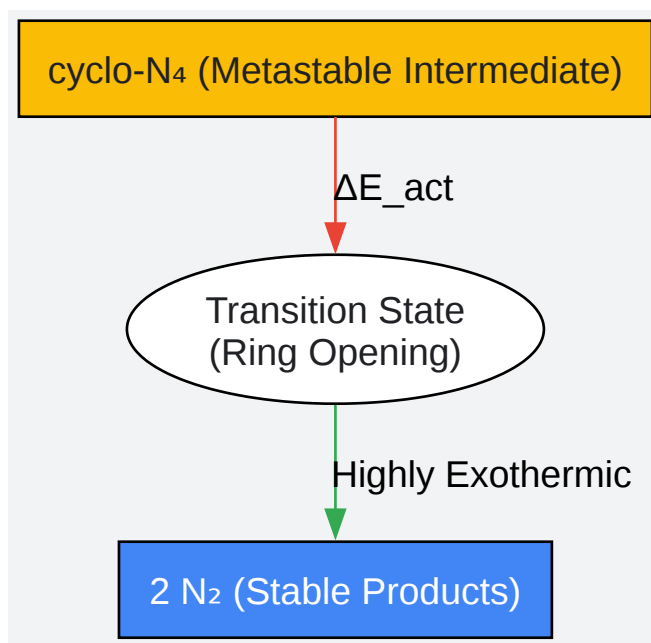 cyclo-N₄ (Metastable Intermediate)
ΔE_act
Transition State
(Ring Opening)
Highly Exothermic
2 N₂ (Stable Products)